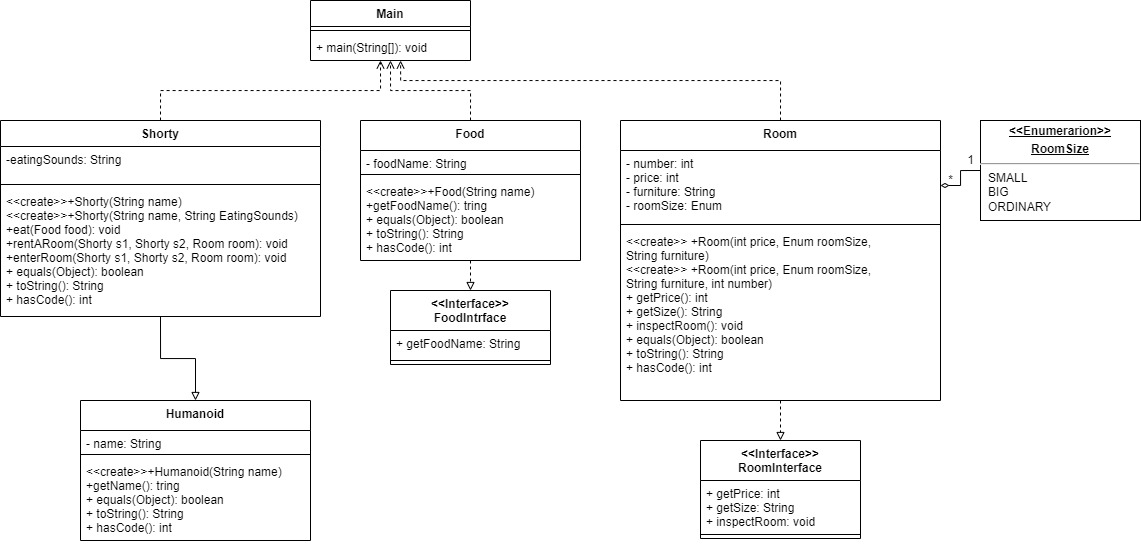 Main
+ main(String[]): void
Shorty
-eatingSounds: String
<<create>>+Shorty(String name)
<<create>>+Shorty(String name, String EatingSounds)
+eat(Food food): void
+rentARoom(Shorty s1, Shorty s2, Room room): void
+enterRoom(Shorty s1, Shorty s2, Room room): void
+ equals(Object): boolean
+ toString(): String
+ hasCode(): int
Food
- foodName: String
<<create>>+Food(String name)
+getFoodName(): tring
+ equals(Object): boolean
+ toString(): String
+ hasCode(): int
Room
- number: int
- price: int
- furniture: String
- roomSize: Enum
<<create>> +Room(int price, Enum roomSize,
String furniture)
<<create>> +Room(int price, Enum roomSize,
String furniture, int number)
+ getPrice(): int
+ getSize(): String
+ inspectRoom(): void
+ equals(Object): boolean
+ toString(): String
+ hasCode(): int
*
1
<<Enumerarion>>
RoomSize
SMALL
BIG
ORDINARY
<<Interface>>
FoodIntrface
+ getFoodName: String
Humanoid
- name: String
<<create>>+Humanoid(String name)
+getName(): tring
+ equals(Object): boolean
+ toString(): String
+ hasCode(): int
<<Interface>>
RoomInterface
+ getPrice: int
+ getSize: String
+ inspectRoom: void